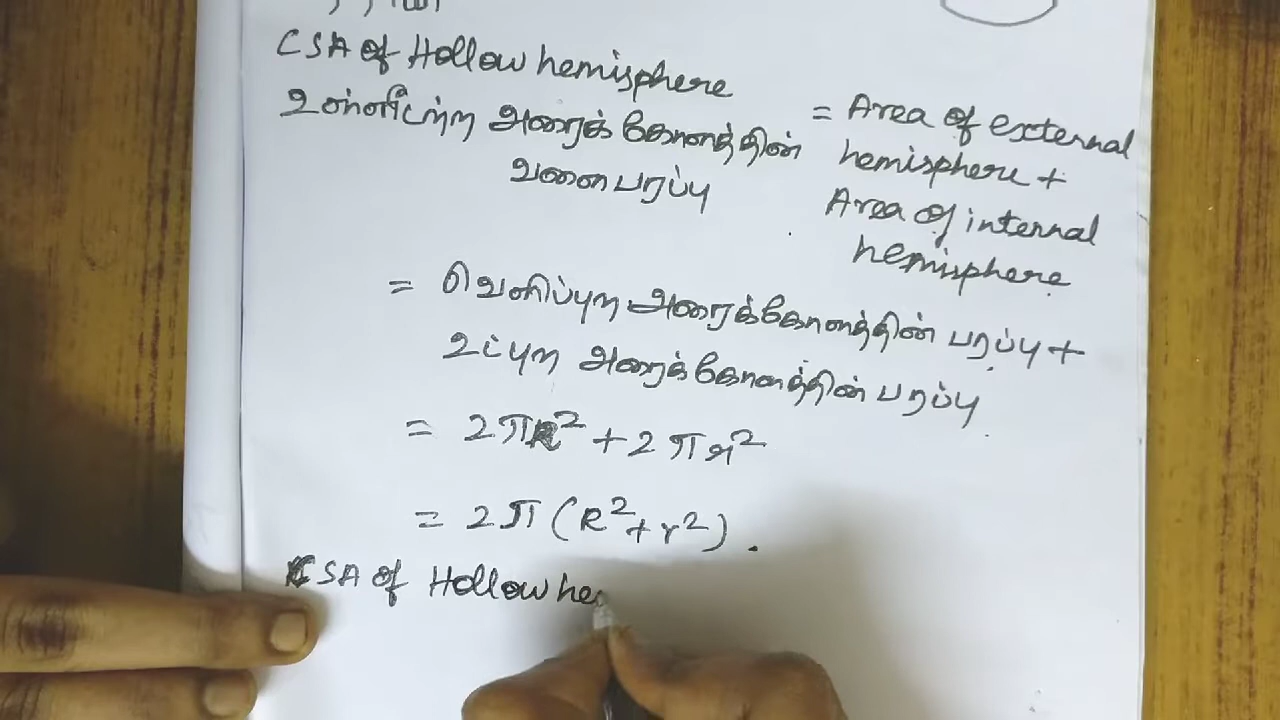 CSA of Hollow hemisphere
உள்ளீடற்ற அரைக் கோளத்தின்
வளைபரப்பு
= Area of external
hemisphere +
Area of internal
hemisphere
= வெளிப்புற அரைக்கோளத்தின் பரப்பு +
உட்புற அரைக்கோளத்தின் பரப்பு
= 2πR² + 2πr²
= 2π (R² + r²).
CSA of Hollow he